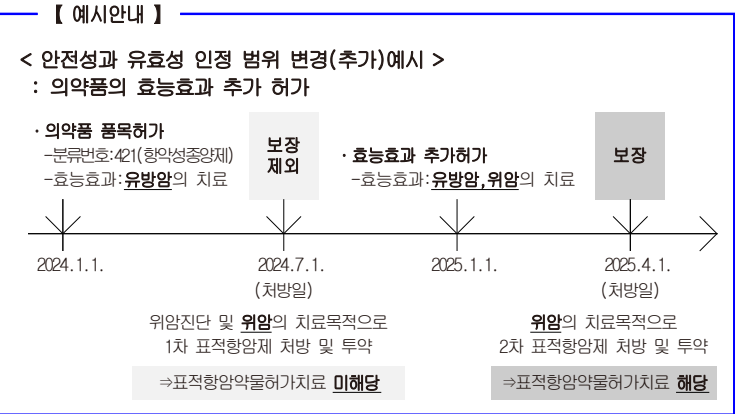 【 예시안내 】
< 안전성과 유효성 인정 범위 변경(추가)예시 >
: 의약품의 효능효과 추가 허가
· 의약품 품목허가
-분류번호:421(항악성종양제)
-효능효과:유방암의 치료
보장
제외
· 효능효과 추가허가
-효능효과:유방암,위암의 치료
보장
2024.1.1.
2024.7.1.
(처방일)
2025.1.1.
2025.4.1.
(처방일)
위암진단 및 위암의 치료목적으로
1차 표적항암제 처방 및 투약
⇒표적항암약물허가치료 미해당
위암의 치료목적으로
2차 표적항암제 처방 및 투약
⇒표적항암약물허가치료 해당